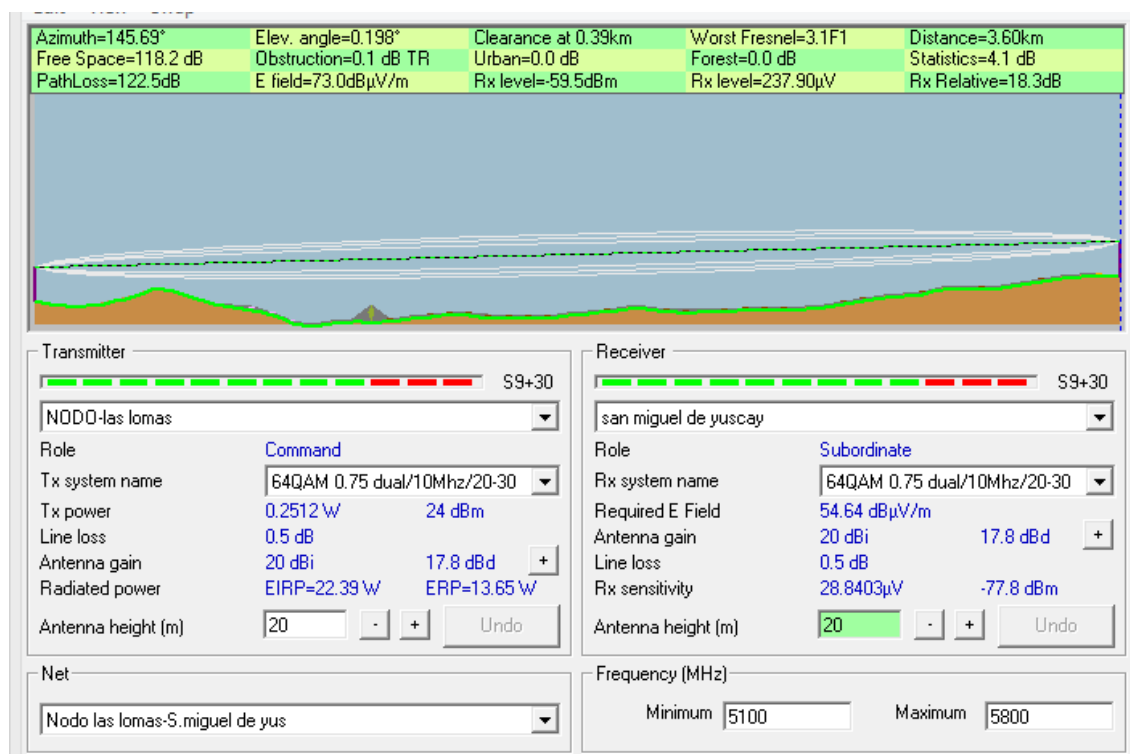 Azimuth=145.69° Elev. angle=0.198° Clearance at 0.39km Worst Fresnel=3.1F1 Distance=3.60km
Free Space=118.2 dB Obstruction=0.1 dB TR Urban=0.0 dB Forest=0.0 dB Statistics=4.1 dB
PathLoss=122.5dB E field=73.0dBµV/m Rx level=-59.5dBm Rx level=237.90µV Rx Relative=18.3dB
Transmitter
S9+30
NODO-las lomas
Role Command
Tx system name 64QAM 0.75 dual/10Mhz/20-30
Tx power 0.2512 W 24 dBm
Line loss 0.5 dB
Antenna gain 20 dBi 17.8 dBd +
Radiated power EIRP=22.39 W ERP=13.65 W
Antenna height (m) 20 - + Undo
Receiver
S9+30
san miguel de yuscay
Role Subordinate
Rx system name 64QAM 0.75 dual/10Mhz/20-30
Required E Field 54.64 dBµV/m
Antenna gain 20 dBi 17.8 dBd +
Line loss 0.5 dB
Rx sensitivity 28.8403µV -77.8 dBm
Antenna height (m) 20 - + Undo
Net
Nodo las lomas-S.miguel de yus
Frequency (MHz)
Minimum 5100 Maximum 5800